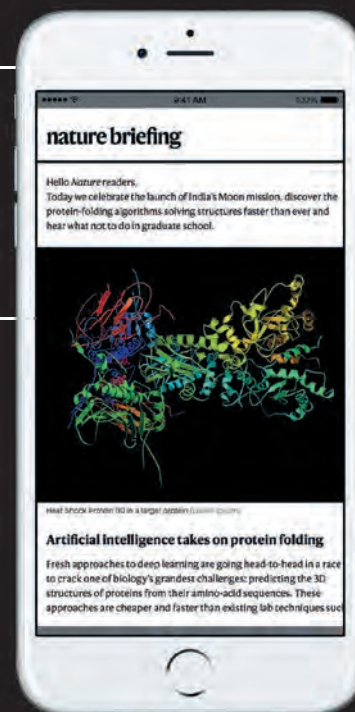 9:41 AM
100%
nature briefing
Hello Nature readers,
Today we celebrate the launch of India's Moon mission, discover the
protein-folding algorithms solving structures faster than ever and
hear what not to do in graduate school.
Heat Shock Protein 90 in a larger protein
Artificial intelligence takes on protein folding
Fresh approaches to deep learning are going head-to-head in a race
to crack one of biology's grandest challenges: predicting the 3D
structures of proteins from their amino-acid sequences. These
approaches are cheaper and faster than existing lab techniques suc